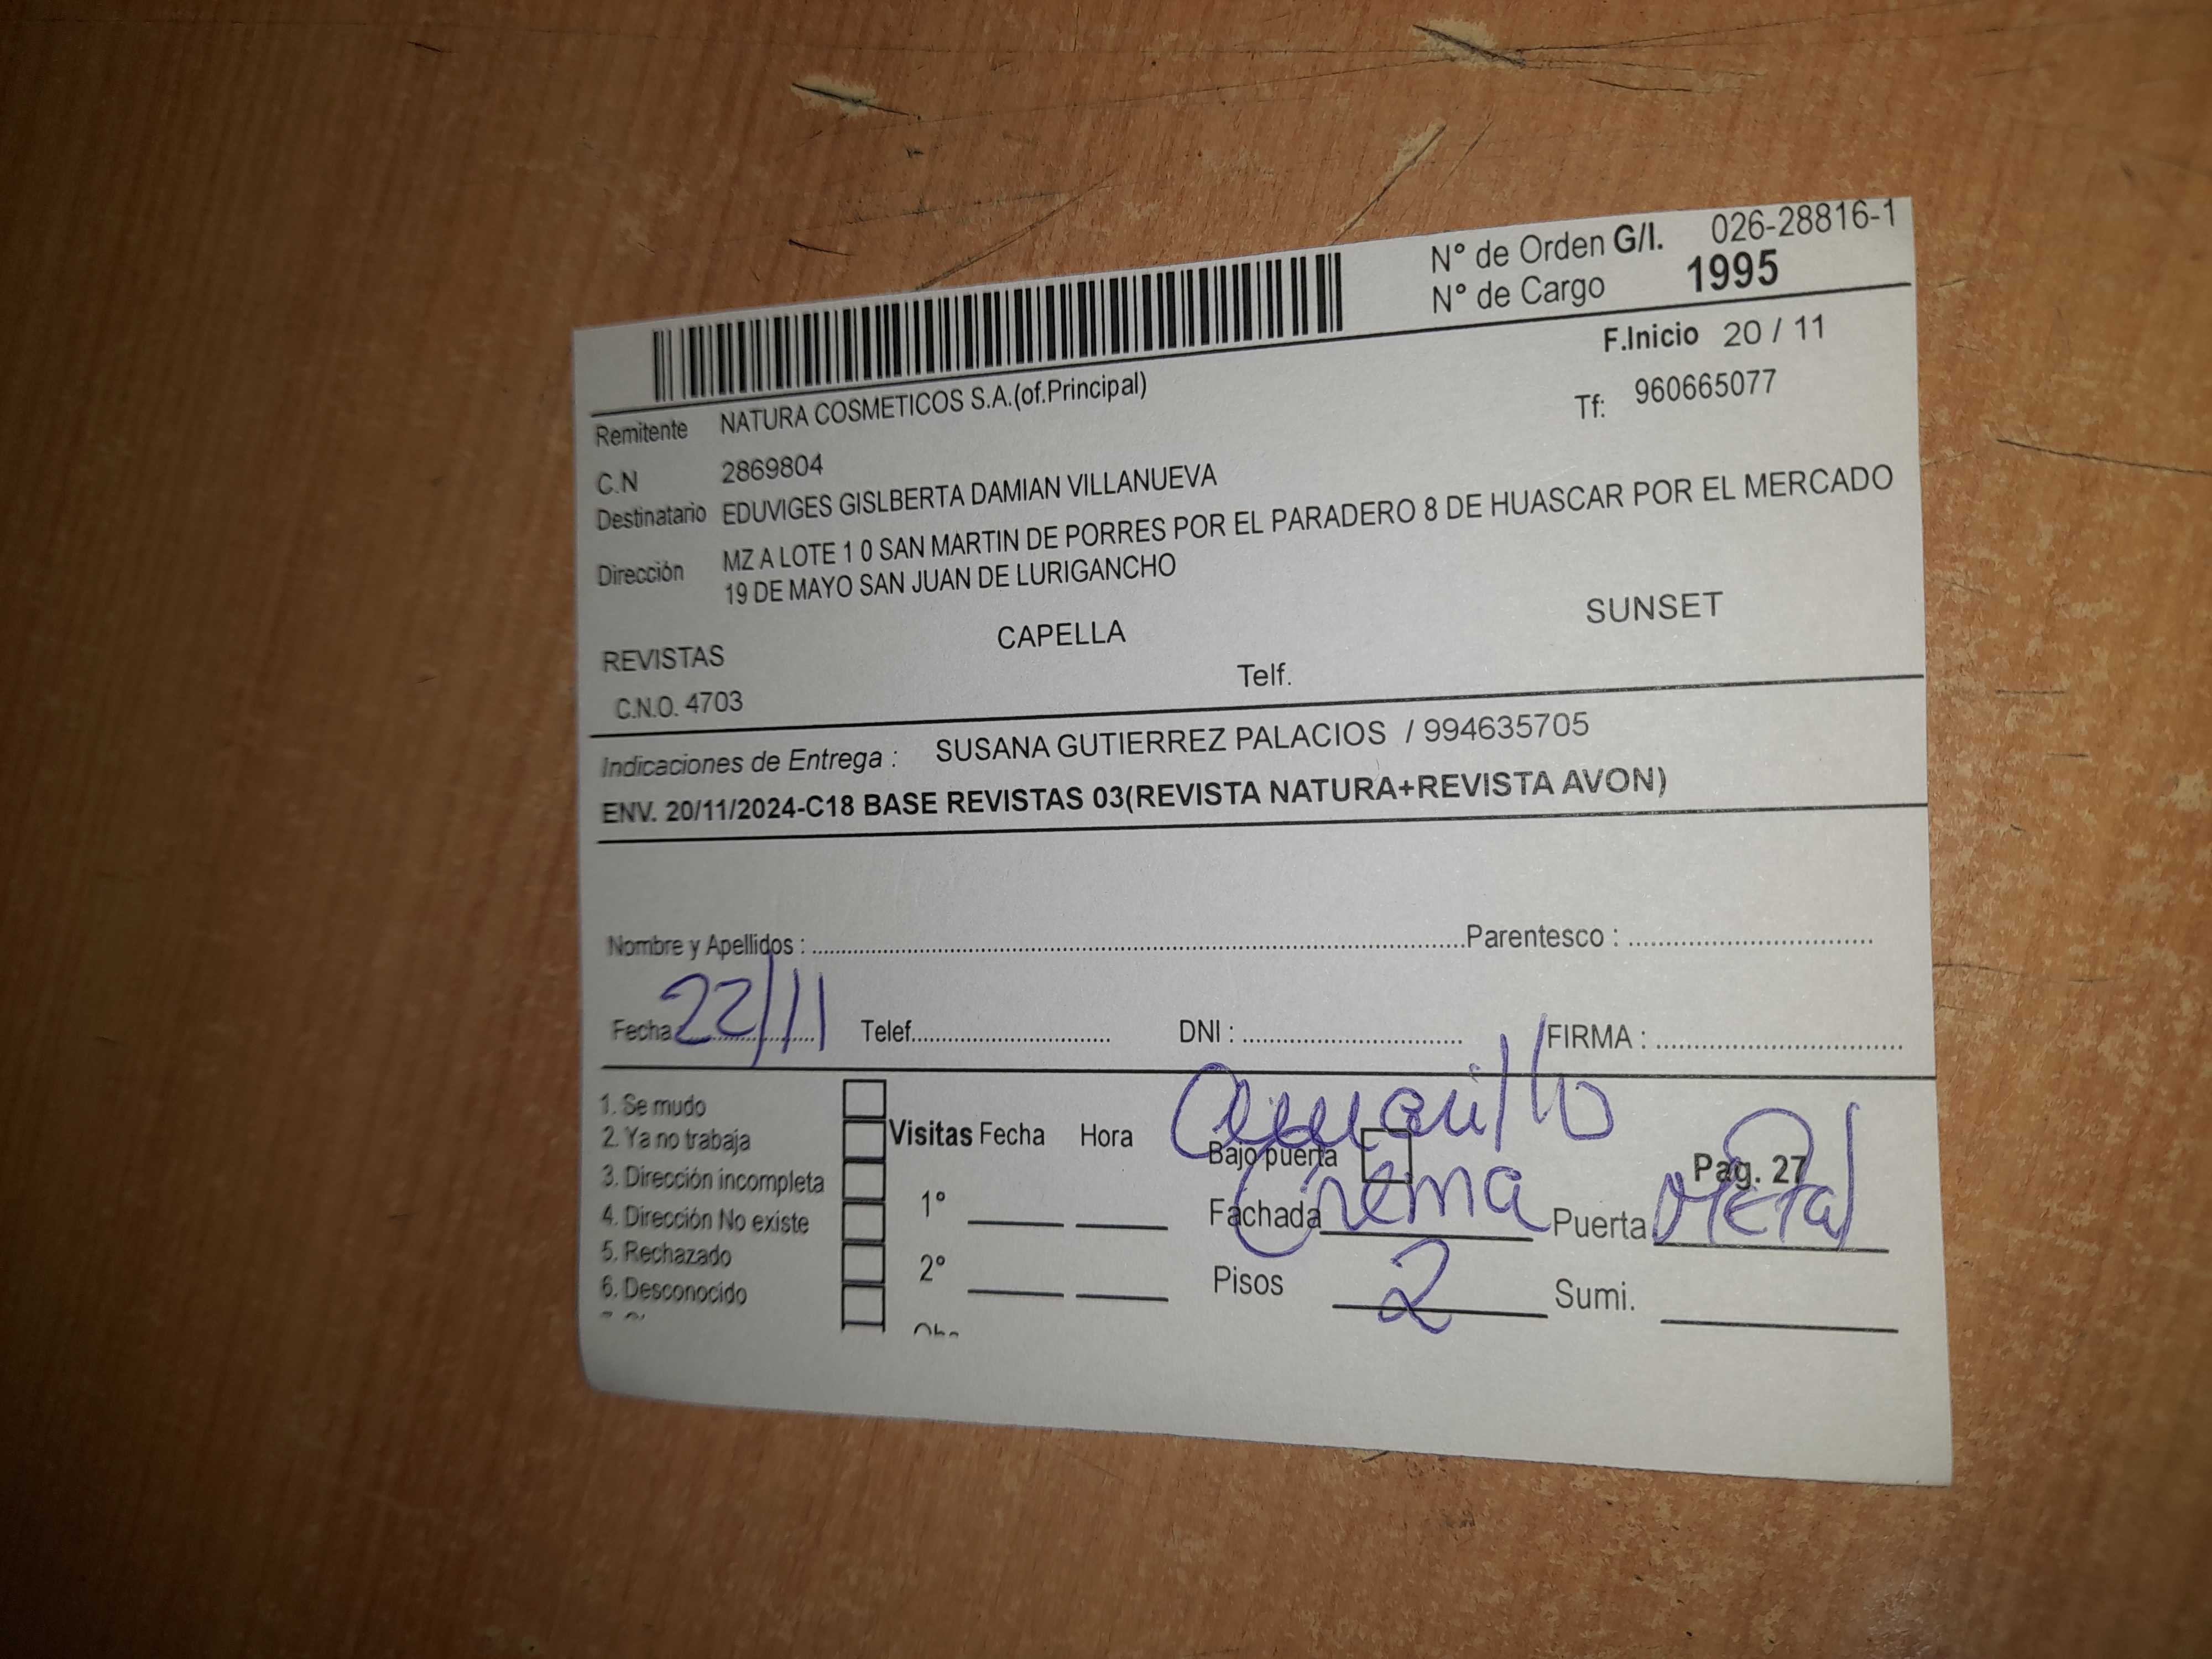 N° de Orden G/I. 026-28816-1
N° de Cargo 1995
F.Inicio 20 / 11
Remitente NATURA COSMETICOS S.A.(of.Principal)
Tf: 960665077
C.N 2869804
Destinatario EDUVIGES GISLBERTA DAMIAN VILLANUEVA
Dirección MZ A LOTE 1 0 SAN MARTIN DE PORRES POR EL PARADERO 8 DE HUASCAR POR EL MERCADO
19 DE MAYO SAN JUAN DE LURIGANCHO
REVISTAS CAPELLA SUNSET
C.N.O. 4703 Telf.
Indicaciones de Entrega : SUSANA GUTIERREZ PALACIOS / 994635705
ENV. 20/11/2024-C18 BASE REVISTAS 03(REVISTA NATURA+REVISTA AVON)
Nombre y Apellidos : Parentesco :
Fecha 22/11 Telef. DNI : FIRMA :
1. Se mudo
2. Ya no trabaja
3. Dirección incompleta
4. Dirección No existe
5. Rechazado
6. Desconocido
Visitas Fecha Hora
1°
2°
Amarillo
Bajo puerta Pag. 27
Fachada Crema Puerta Metal
Pisos 2 Sumi.